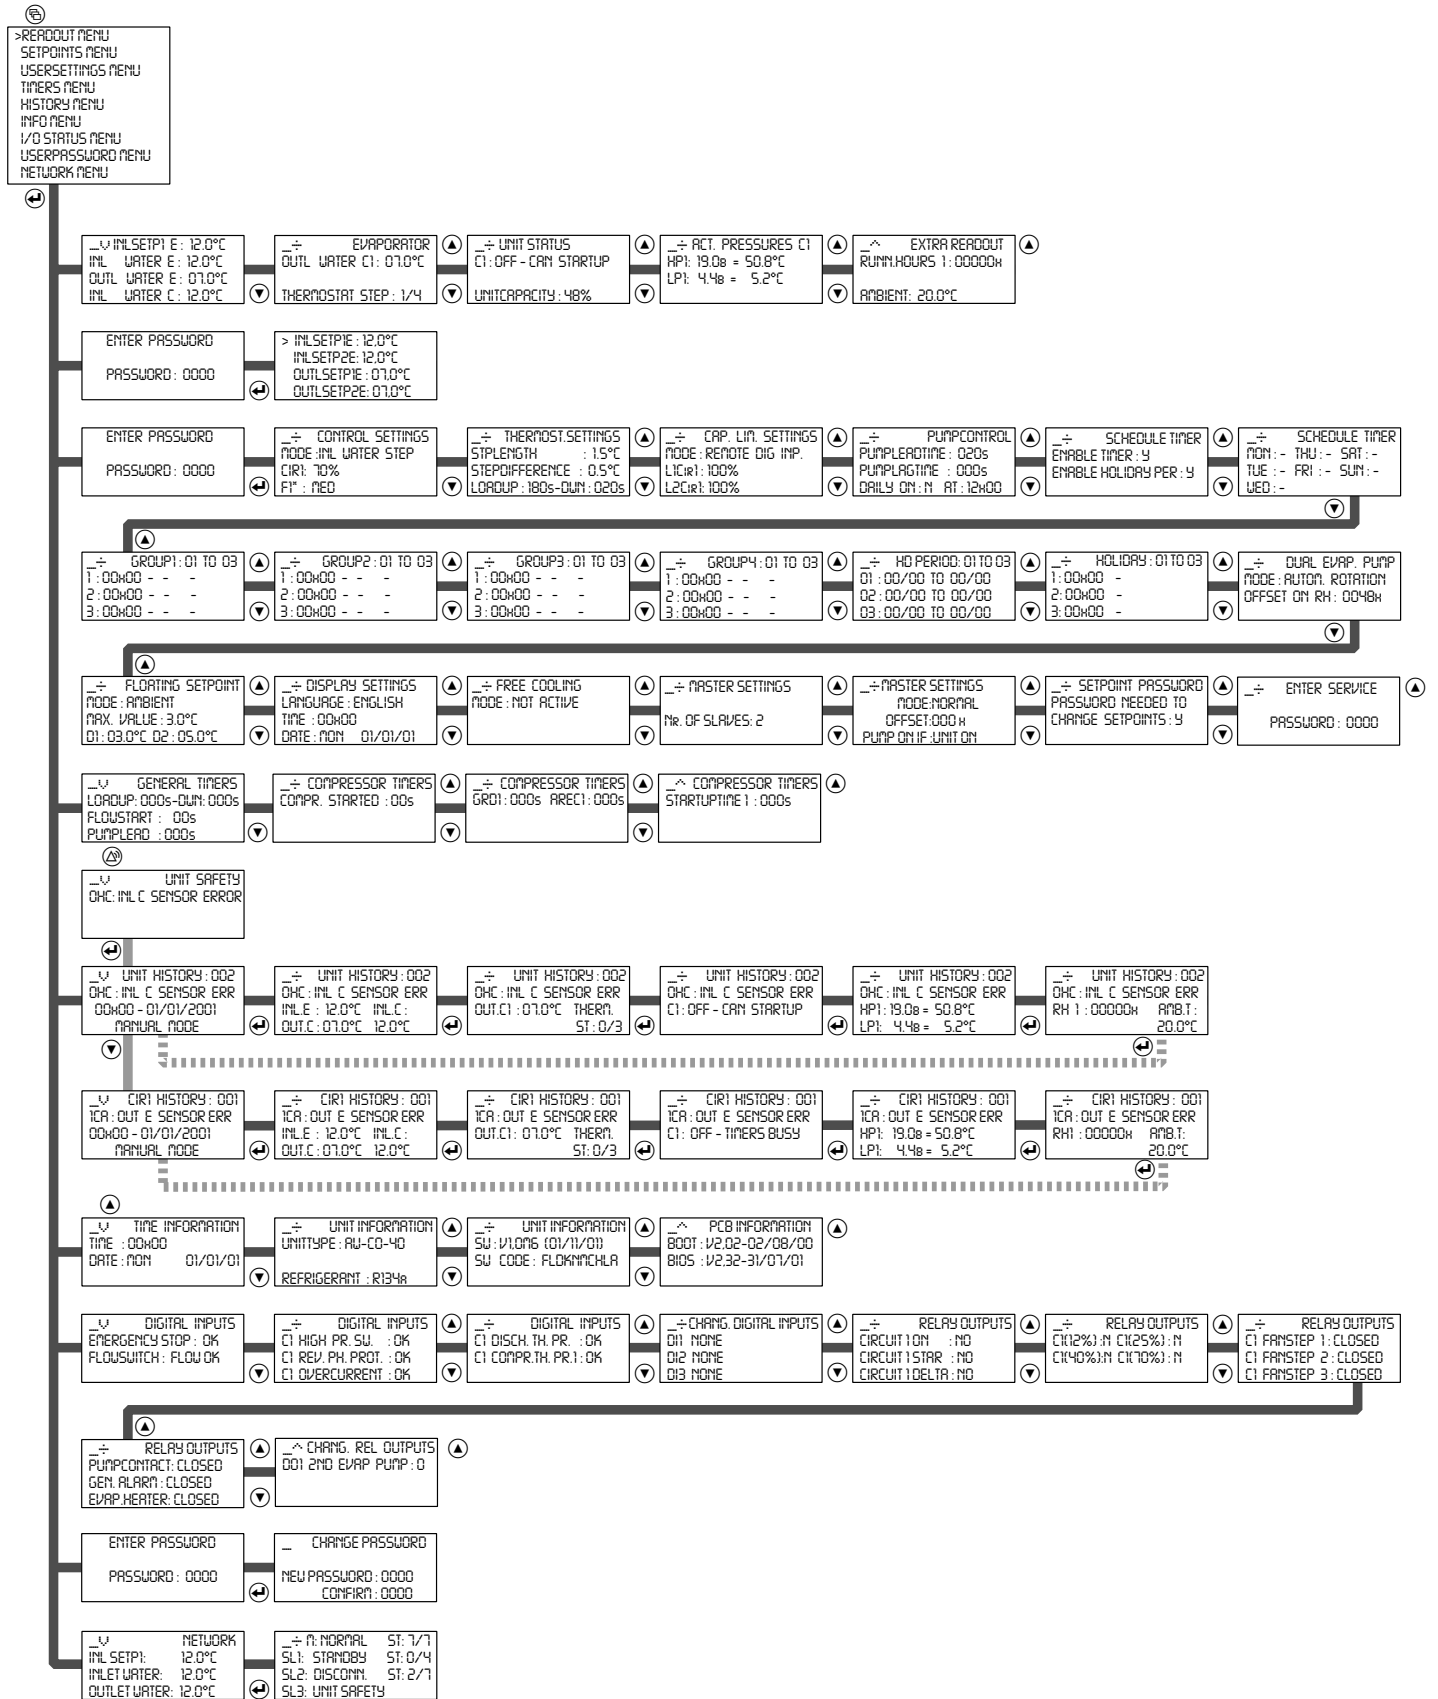 >READOUT MENU
SETPOINTS MENU
USERSETTINGS MENU
TIMERS MENU
HISTORY MENU
INFO MENU
I/O STATUS MENU
USERPASSWORD MENU
NETWORK MENU
_v INLSETP1 E: 12.0°C
INL WATER E: 12.0°C
OUTL WATER E: 07.0°C
INL WATER C: 12.0°C
_÷ EVAPORATOR
OUTL WATER C1: 07.0°C
THERMOSTAT STEP: 1/4
_÷ UNIT STATUS
C1: OFF - CAN STARTUP
UNITCAPACITY: 48%
_÷ ACT. PRESSURES C1
HP1: 19.0B = 50.8°C
LP1: 4.4B = 5.2°C
_^ EXTRA READOUT
RUNN.HOURS 1: 00000H
AMBIENT: 20.0°C
ENTER PASSWORD
PASSWORD: 0000
> INLSETP1E: 12,0°C
INLSETP2E: 12,0°C
OUTLSETP1E: 07,0°C
OUTLSETP2E: 07,0°C
ENTER PASSWORD
PASSWORD: 0000
_÷ CONTROL SETTINGS
MODE :INL WATER STEP
CIR1: 70%
F1* : MED
_÷ THERMOST.SETTINGS
STPLENGTH : 1.5°C
STEPDIFFERENCE : 0.5°C
LOADUP: 180s-DWN: 020s
_÷ CAP. LIM. SETTINGS
MODE: REMOTE DIG INP.
L1CIR1: 100%
L2CIR1: 100%
_÷ PUMPCONTROL
PUMPLEADTIME: 020s
PUMPLAGTIME : 000s
DAILY ON: N AT: 12H00
_÷ SCHEDULE TIMER
ENABLE TIMER: Y
ENABLE HOLIDAY PER: Y
_÷ SCHEDULE TIMER
MON: - THU: - SAT: -
TUE : - FRI : - SUN: -
WED: -
_÷ GROUP1: 01 TO 03
1 : 00H00 - - -
2 : 00H00 - - -
3: 00H00 - - -
_÷ GROUP2: 01 TO 03
1 : 00H00 - - -
2 : 00H00 - - -
3: 00H00 - - -
_÷ GROUP3: 01 TO 03
1 : 00H00 - - -
2 : 00H00 - - -
3: 00H00 - - -
_÷ GROUP4: 01 TO 03
1 : 00H00 - - -
2 : 00H00 - - -
3: 00H00 - - -
_÷ HD PERIOD: 01 TO 03
01 : 00/00 TO 00/00
02: 00/00 TO 00/00
03: 00/00 TO 00/00
_÷ HOLIDAY : 01 TO 03
1: 00H00 -
2: 00H00 -
3: 00H00 -
_÷ DUAL EVAP. PUMP
MODE: AUTOM. ROTATION
OFFSET ON RH: 0048H
_÷ FLOATING SETPOINT
MODE: AMBIENT
MAX. VALUE: 3.0°C
D1: 03.0°C D2: 05.0°C
_÷ DISPLAY SETTINGS
LANGUAGE: ENGLISH
TIME : 00H00
DATE: MON 01/01/01
_÷ FREE COOLING
MODE: NOT ACTIVE
_÷ MASTER SETTINGS
NR. OF SLAVES: 2
_÷ MASTER SETTINGS
MODE:NORMAL
OFFSET:000 H
PUMP ON IF :UNIT ON
_÷ SETPOINT PASSWORD
PASSWORD NEEDED TO
CHANGE SETPOINTS: Y
_÷ ENTER SERVICE
PASSWORD: 0000
_v GENERAL TIMERS
LOADUP: 000s-DWN: 000s
FLOWSTART : 00s
PUMPLEAD : 000s
_÷ COMPRESSOR TIMERS
COMPR. STARTED : 00s
_÷ COMPRESSOR TIMERS
GRD1: 000s AREC1: 000s
_^ COMPRESSOR TIMERS
STARTUPTIME 1 : 000s
_v UNIT SAFETY
0HC: INL C SENSOR ERROR
_v UNIT HISTORY: 002
0HC: INL C SENSOR ERR
00H00 - 01/01/2001
MANUAL MODE
_÷ UNIT HISTORY: 002
0HC: INL C SENSOR ERR
INL.E : 12.0°C INL.C :
OUT.C : 07.0°C 12.0°C
_÷ UNIT HISTORY: 002
0HC: INL C SENSOR ERR
OUT.C1 : 07.0°C THERM.
ST: 0/3
_÷ UNIT HISTORY: 002
0HC: INL C SENSOR ERR
C1: OFF - CAN STARTUP
_÷ UNIT HISTORY: 002
0HC: INL C SENSOR ERR
HP1: 19.0B = 50.8°C
LP1: 4.4B = 5.2°C
_÷ UNIT HISTORY: 002
0HC: INL C SENSOR ERR
RH 1 : 00000H AMB.T:
20.0°C
_v CIR1 HISTORY: 001
1CA: OUT E SENSOR ERR
00H00 - 01/01/2001
MANUAL MODE
_÷ CIR1 HISTORY: 001
1CA: OUT E SENSOR ERR
INL.E : 12.0°C INL.C :
OUT.C : 07.0°C 12.0°C
_÷ CIR1 HISTORY: 001
1CA: OUT E SENSOR ERR
OUT.C1 : 07.0°C THERM.
ST: 0/3
_÷ CIR1 HISTORY: 001
1CA: OUT E SENSOR ERR
C1: OFF - TIMERS BUSY
_÷ CIR1 HISTORY: 001
1CA: OUT E SENSOR ERR
HP1: 19.0B = 50.8°C
LP1: 4.4B = 5.2°C
_÷ CIR1 HISTORY: 001
1CA: OUT E SENSOR ERR
RH1 : 00000H AMB.T:
20.0°C
_v TIME INFORMATION
TIME : 00H00
DATE: MON 01/01/01
_÷ UNIT INFORMATION
UNITTYPE: AW-CO-40
REFRIGERANT : R134A
_÷ UNIT INFORMATION
SW: V1,0M6 (01/11/01)
SW CODE: FLDKNMCHLA
_^ PCB INFORMATION
BOOT: V2,02-02/08/00
BIOS : V2,32-31/07/01
_v DIGITAL INPUTS
EMERGENCY STOP: OK
FLOWSWITCH: FLOW OK
_÷ DIGITAL INPUTS
C1 HIGH PR. SW. : OK
C1 REV. PH. PROT. : OK
C1 OVERCURRENT : OK
_÷ DIGITAL INPUTS
C1 DISCH. TH. PR. : OK
C1 COMPR.TH. PR.1: OK
_÷ CHANG. DIGITAL INPUTS
DI1 NONE
DI2 NONE
DI3 NONE
_÷ RELAY OUTPUTS
CIRCUIT 1 ON : NO
CIRCUIT 1 STAR : NO
CIRCUIT 1 DELTA: NO
_÷ RELAY OUTPUTS
C1(12%): N C1(25%): N
C1(40%):N C1(70%): N
_÷ RELAY OUTPUTS
C1 FANSTEP 1: CLOSED
C1 FANSTEP 2: CLOSED
C1 FANSTEP 3: CLOSED
_÷ RELAY OUTPUTS
PUMPCONTACT: CLOSED
GEN. ALARM: CLOSED
EVAP.HEATER: CLOSED
_^ CHANG. REL OUTPUTS
DO1 2ND EVAP PUMP: 0
ENTER PASSWORD
PASSWORD: 0000
_ CHANGE PASSWORD
NEW PASSWORD: 0000
CONFIRM: 0000
_v NETWORK
INL SETP1: 12.0°C
INLET WATER: 12.0°C
OUTLET WATER: 12.0°C
_÷ M: NORMAL ST: 7/7
SL1: STANDBY ST: 0/4
SL2: DISCONN. ST: 2/7
SL3: UNIT SAFETY